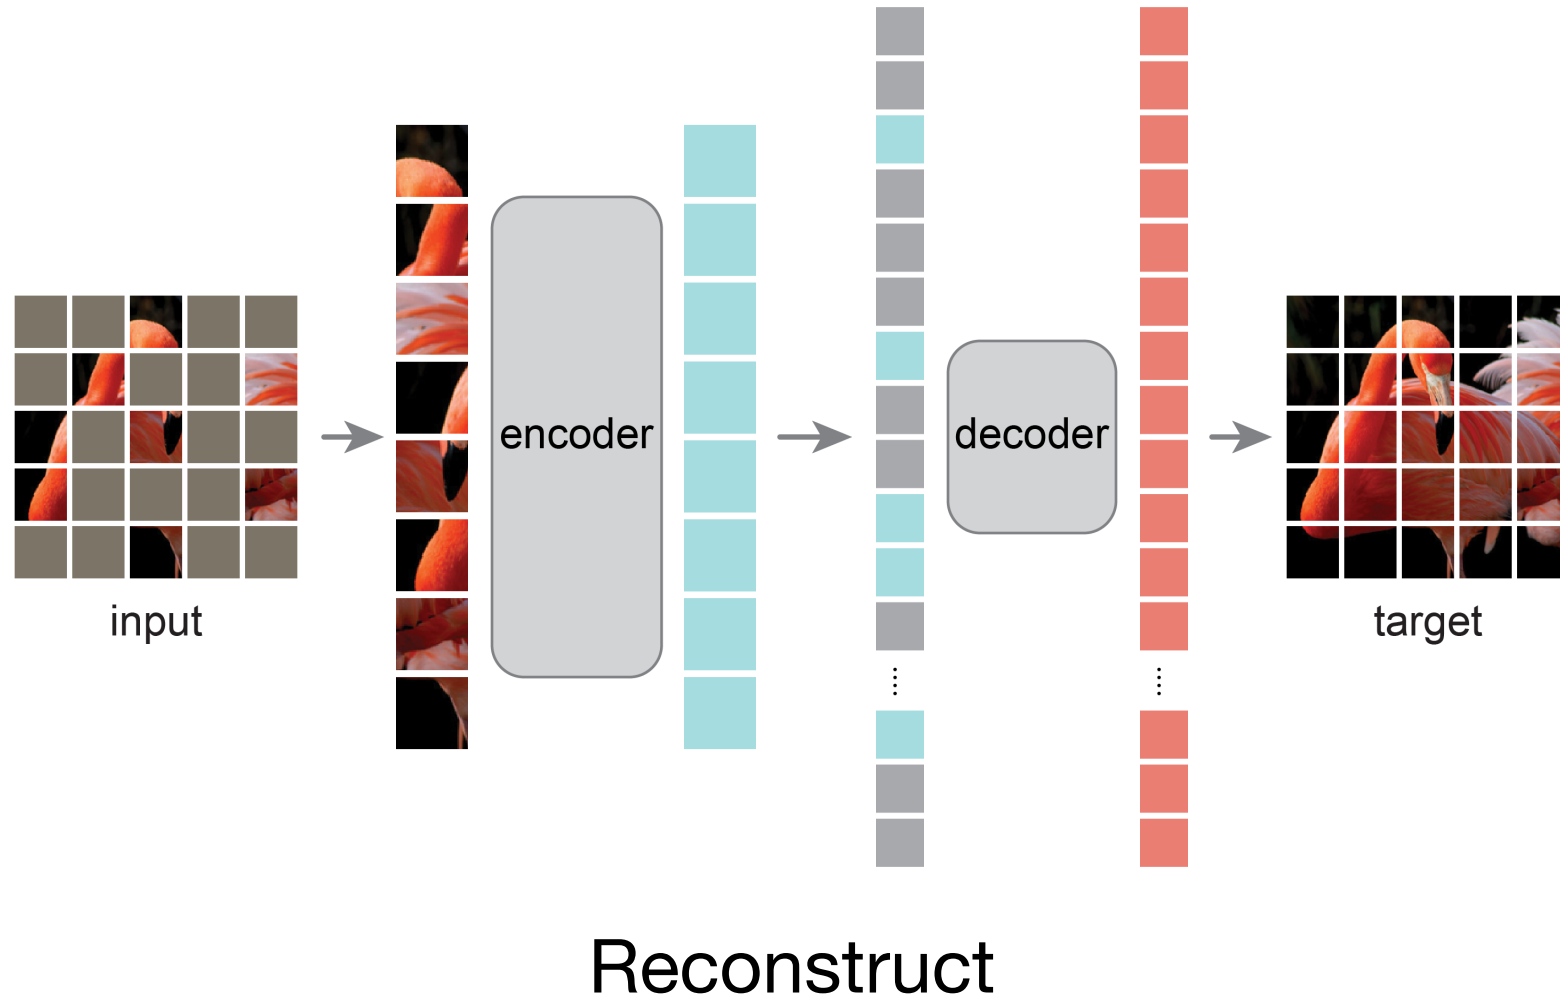 encoder
decoder
input
target
Reconstruct